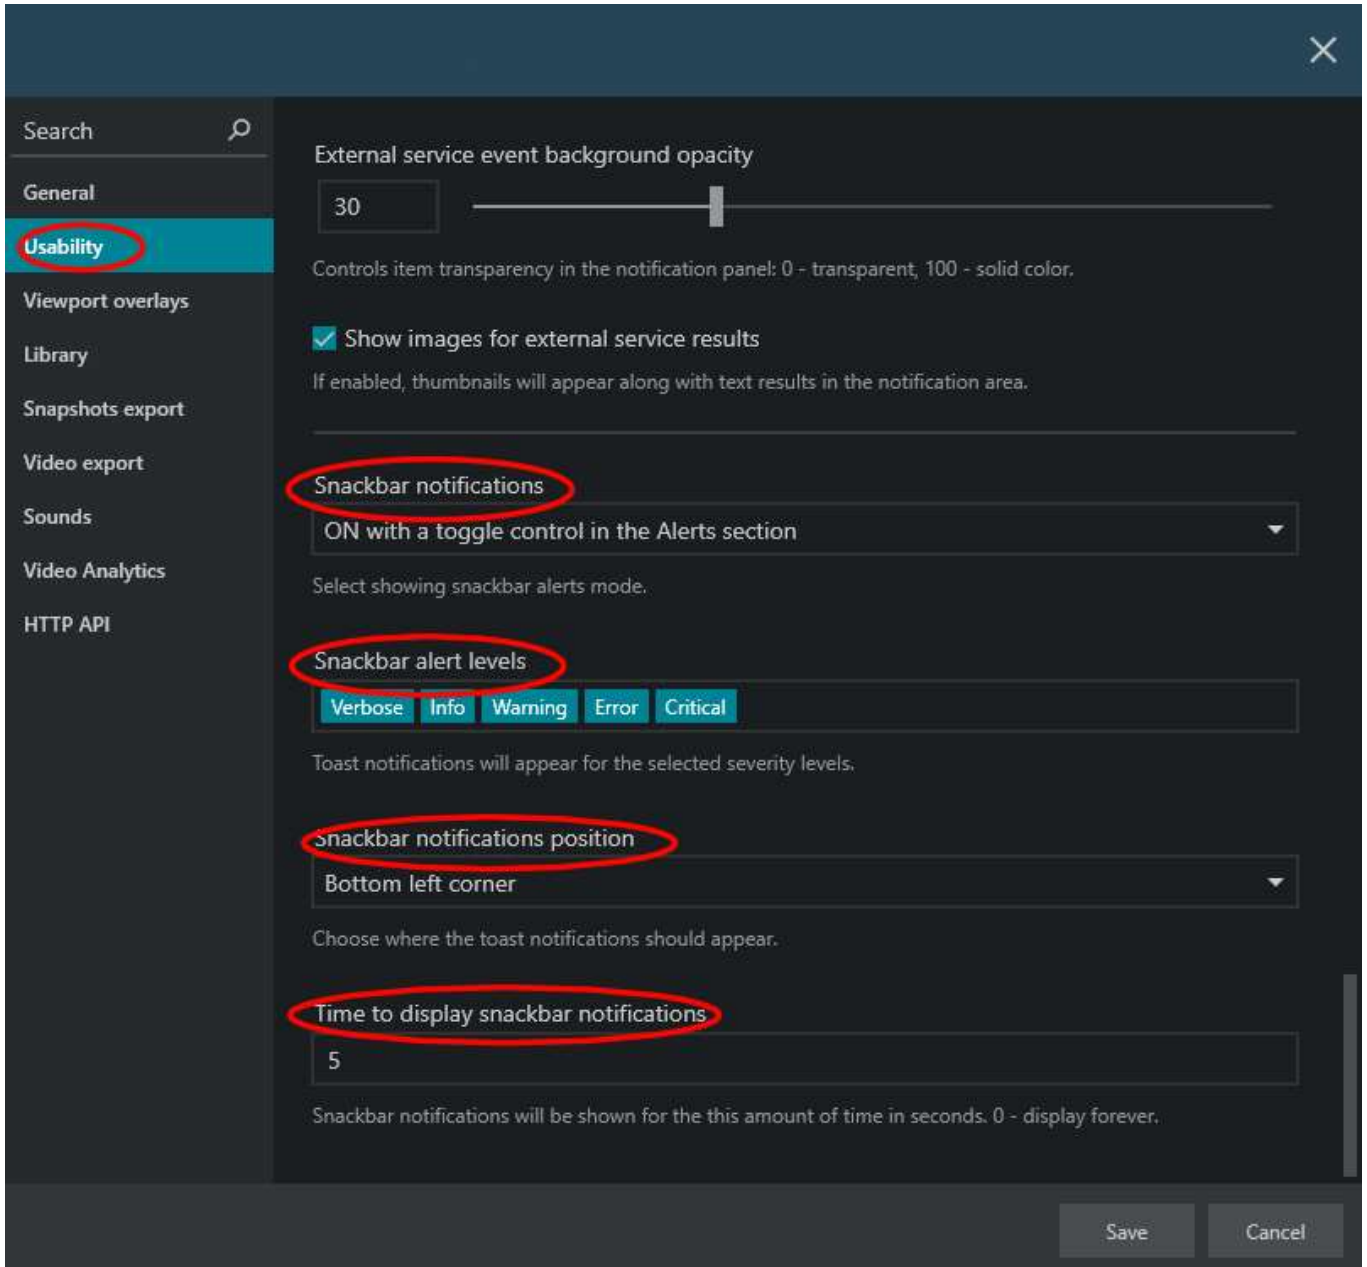 Search
General
Usability
Viewport overlays
Library
Snapshots export
Video export
Sounds
Video Analytics
HTTP API
External service event background opacity
30
Controls item transparency in the notification panel: 0 - transparent, 100 - solid color.
Show images for external service results
If enabled, thumbnails will appear along with text results in the notification area.
Snackbar notifications
ON with a toggle control in the Alerts section
Select showing snackbar alerts mode.
Snackbar alert levels
Verbose Info Warning Error Critical
Toast notifications will appear for the selected severity levels.
Snackbar notifications position
Bottom left corner
Choose where the toast notifications should appear.
Time to display snackbar notifications
5
Snackbar notifications will be shown for the this amount of time in seconds. 0 - display forever.
Save Cancel